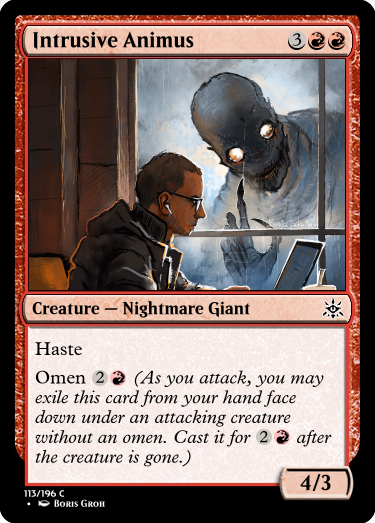 Intrusive Animus 3
Creature — Nightmare Giant
Haste
Omen 2 (As you attack, you may
exile this card from your hand face
down under an attacking creature
without an omen. Cast it for 2 after
the creature is gone.)
4/3
113/196 C
• Boris Groh